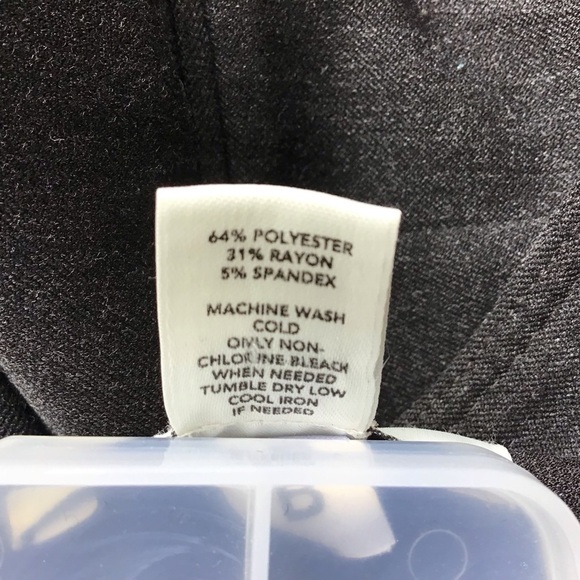 64% POLYESTER
31% RAYON
5% SPANDEX
MACHINE WASH
COLD
ONLY NON-
CHLORINE BLEACH
WHEN NEEDED
TUMBLE DRY LOW
COOL IRON
IF NEEDED